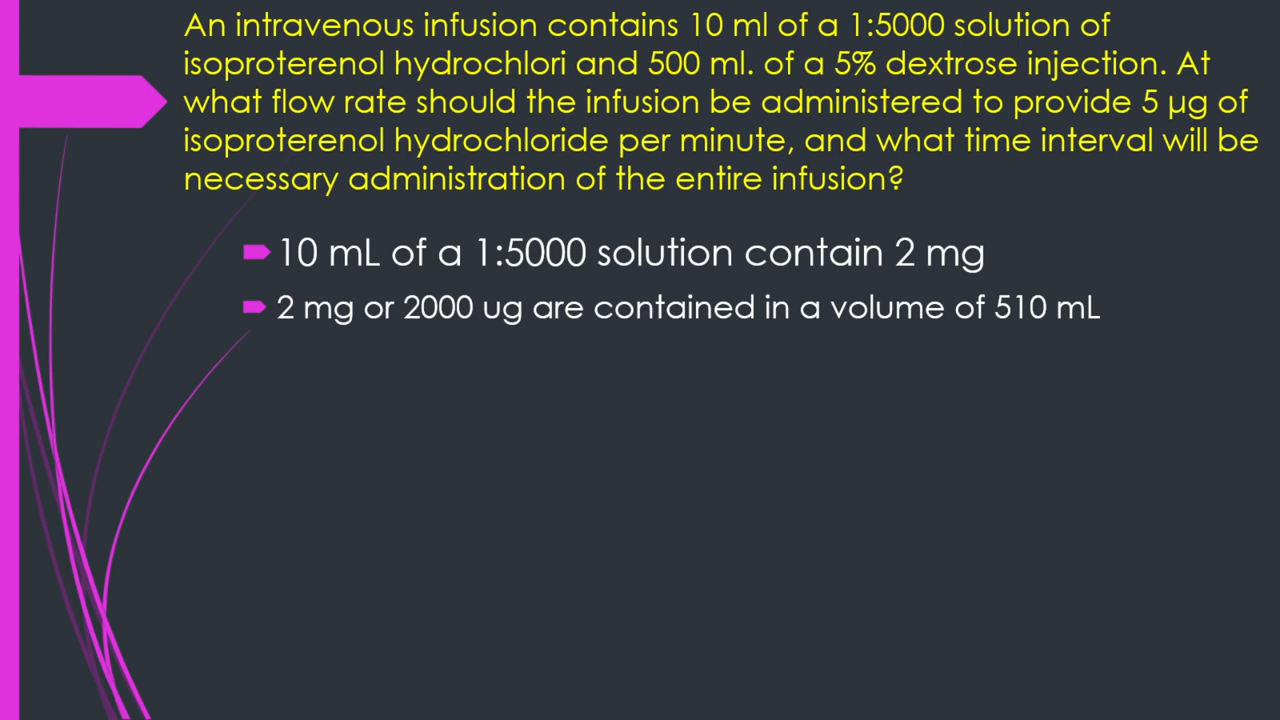 An intravenous infusion contains 10 ml of a 1:5000 solution of
isoproterenol hydrochlori and 500 ml. of a 5% dextrose injection. At
what flow rate should the infusion be administered to provide 5 µg of
isoproterenol hydrochloride per minute, and what time interval will be
necessary administration of the entire infusion?
10 mL of a 1:5000 solution contain 2 mg
2 mg or 2000 ug are contained in a volume of 510 mL